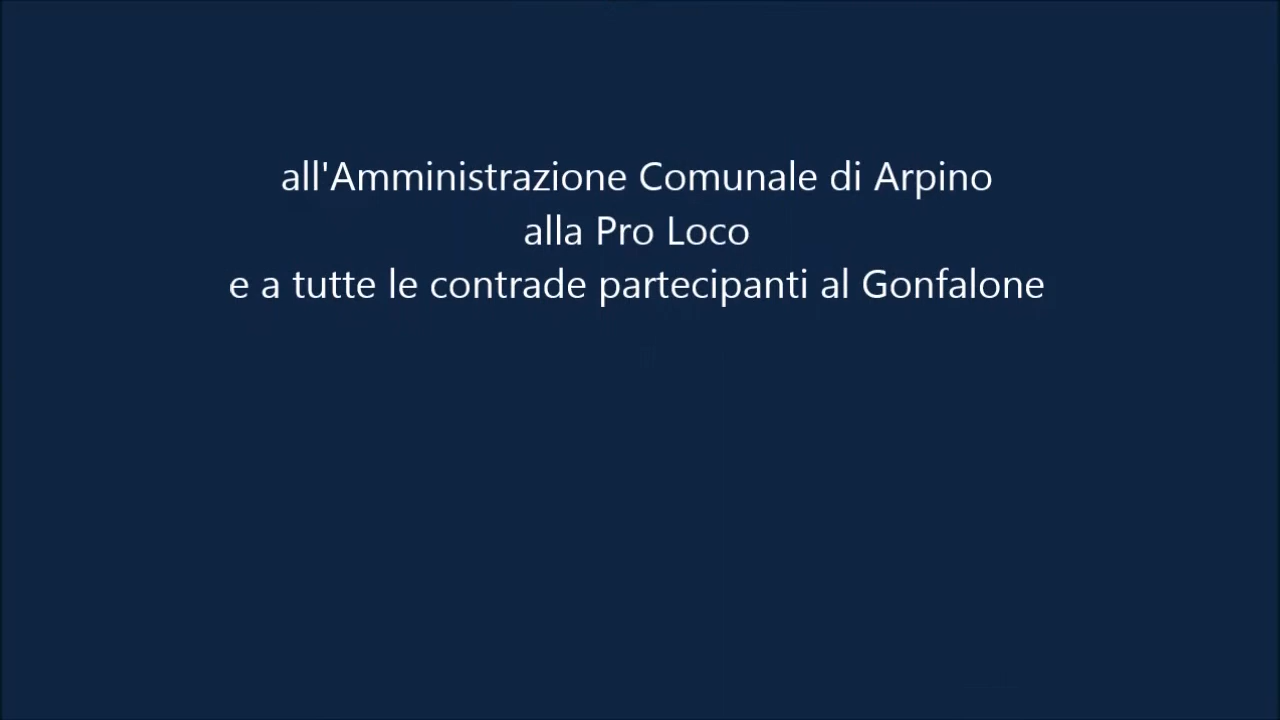 all'Amministrazione Comunale di Arpino
alla Pro Loco
e a tutte le contrade partecipanti al Gonfalone